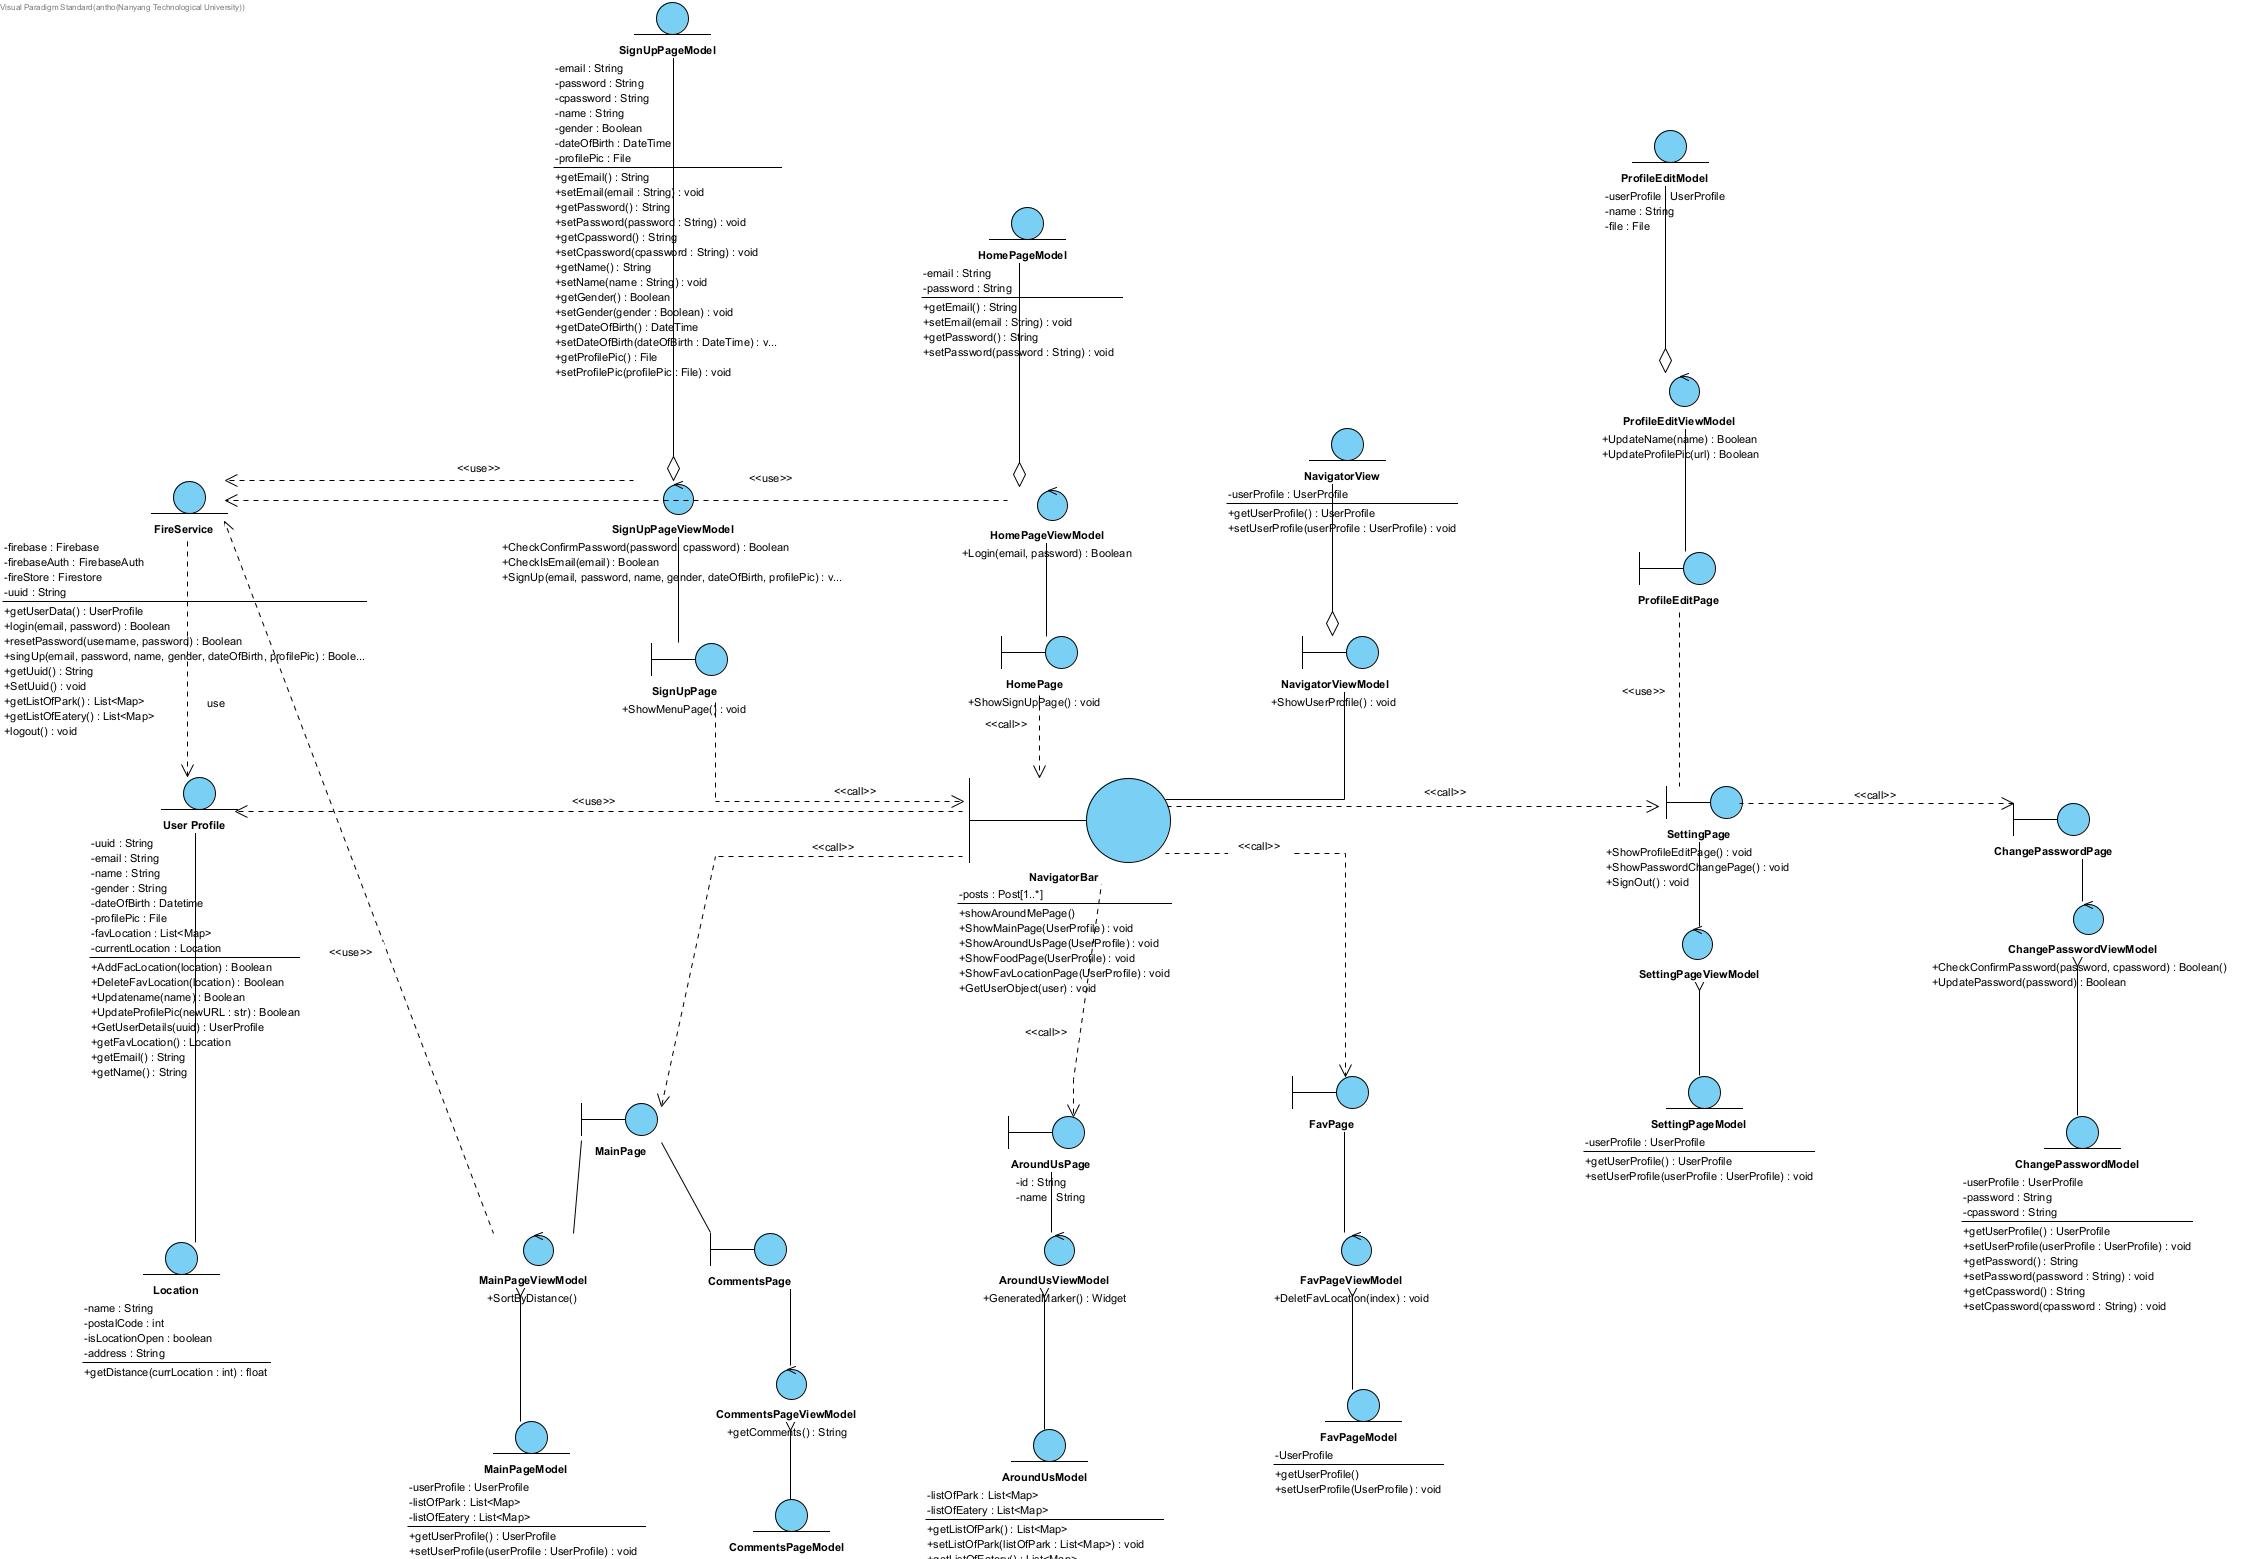 Visual Paradigm Standard(antho(Nanyang Technological University))
SignUpPageModel
-email : String
-password : String
-cpassword : String
-name : String
-gender : Boolean
-dateOfBirth : DateTime
-profilePic : File
+getEmail() : String
+setEmail(email : String) : void
+getPassword() : String
+setPassword(password : String) : void
+getCpassword() : String
+setCpassword(cpassword : String) : void
+getName() : String
+setName(name : String) : void
+getGender() : Boolean
+setGender(gender : Boolean) : void
+getDateOfBirth() : DateTime
+setDateOfBirth(dateOfBirth : DateTime) : v...
+getProfilePic() : File
+setProfilePic(profilePic : File) : void
HomePageModel
-email : String
-password : String
+getEmail() : String
+setEmail(email : String) : void
+getPassword() : String
+setPassword(password : String) : void
ProfileEditModel
-userProfile : UserProfile
-name : String
-file : File
ProfileEditViewModel
+UpdateName(name) : Boolean
+UpdateProfilePic(url) : Boolean
<<use>>
<<use>>
NavigatorView
-userProfile : UserProfile
+getUserProfile() : UserProfile
+setUserProfile(userProfile : UserProfile) : void
FireService
-firebase : Firebase
-firebaseAuth : FirebaseAuth
-fireStore : Firestore
-uuid : String
+getUserData() : UserProfile
+login(email, password) : Boolean
+resetPassword(username, password) : Boolean
+singUp(email, password, name, gender, dateOfBirth, profilePic) : Boole...
+getUuid() : String
+SetUuid() : void
+getListOfPark() : List<Map>
+getListOfEatery() : List<Map>
+logout() : void
use
SignUpPageViewModel
+CheckConfirmPassword(password, cpassword) : Boolean
+CheckIsEmail(email) : Boolean
+SignUp(email, password, name, gender, dateOfBirth, profilePic) : v...
HomePageViewModel
+Login(email, password) : Boolean
ProfileEditPage
<<use>>
SignUpPage
+ShowMenuPage() : void
HomePage
+ShowSignUpPage() : void
<<call>>
NavigatorViewModel
+ShowUserProfile() : void
<<use>>
<<call>>
<<call>>
<<call>>
<<call>>
<<call>>
User Profile
-uuid : String
-email : String
-name : String
-gender : String
-dateOfBirth : Datetime
-profilePic : File
-favLocation : List<Map>
-currentLocation : Location
+AddFacLocation(location) : Boolean
+DeleteFavLocation(location) : Boolean
+Updatename(name) : Boolean
+UpdateProfilePic(newURL : str) : Boolean
+GetUserDetails(uuid) : UserProfile
+getFavLocation() : Location
+getEmail() : String
+getName() : String
<<use>>
NavigatorBar
-posts : Post[1..*]
+showAroundMePage()
+ShowMainPage(UserProfile) : void
+ShowAroundUsPage(UserProfile) : void
+ShowFoodPage(UserProfile) : void
+ShowFavLocationPage(UserProfile) : void
+GetUserObject(user) : void
<<call>>
SettingPage
+ShowProfileEditPage() : void
+ShowPasswordChangePage() : void
+SignOut() : void
ChangePasswordPage
SettingPageViewModel
ChangePasswordViewModel
+CheckConfirmPassword(password, cpassword) : Boolean()
+UpdatePassword(password) : Boolean
MainPage
AroundUsPage
-id : String
-name : String
FavPage
SettingPageModel
-userProfile : UserProfile
+getUserProfile() : UserProfile
+setUserProfile(userProfile : UserProfile) : void
ChangePasswordModel
-userProfile : UserProfile
-password : String
-cpassword : String
+getUserProfile() : UserProfile
+setUserProfile(userProfile : UserProfile) : void
+getPassword() : String
+setPassword(password : String) : void
+getCpassword() : String
+setCpassword(cpassword : String) : void
Location
-name : String
-postalCode : int
-isLocationOpen : boolean
-address : String
+getDistance(currLocation : int) : float
MainPageViewModel
+SortByDistance()
CommentsPage
AroundUsViewModel
+GeneratedMarker() : Widget
FavPageViewModel
+DeletFavLocation(index) : void
CommentsPageViewModel
+getComments() : String
MainPageModel
-userProfile : UserProfile
-listOfPark : List<Map>
-listOfEatery : List<Map>
+getUserProfile() : UserProfile
+setUserProfile(userProfile : UserProfile) : void
CommentsPageModel
AroundUsModel
-listOfPark : List<Map>
-listOfEatery : List<Map>
+getListOfPark() : List<Map>
+setListOfPark(listOfPark : List<Map>) : void
+getListOfEatery() : List<Map>
FavPageModel
-UserProfile
+getUserProfile()
+setUserProfile(UserProfile) : void